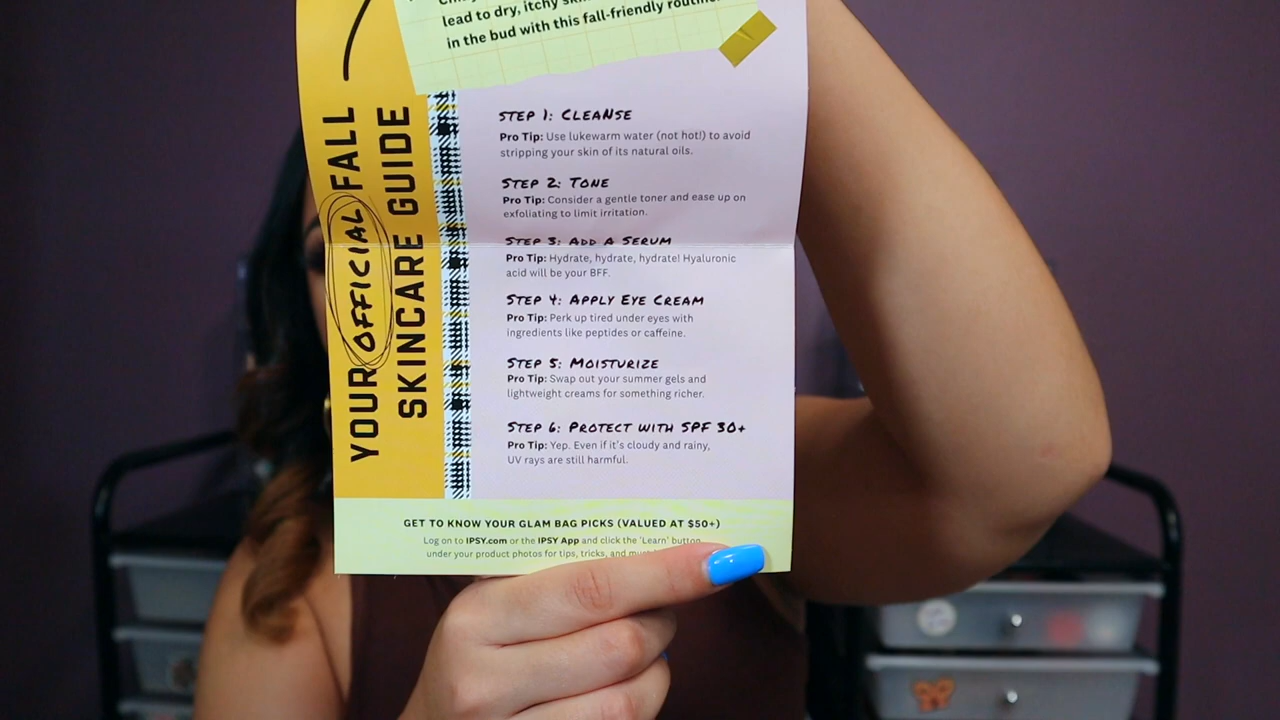 lead to dry, itchy
in the bud with this fall-friendly routine.
YOUR OFFICIAL FALL
SKINCARE GUIDE
STEP 1: CLEANSE
Pro Tip: Use lukewarm water (not hot!) to avoid
stripping your skin of its natural oils.
STEP 2: TONE
Pro Tip: Consider a gentle toner and ease up on
exfoliating to limit irritation.
STEP 3: ADD A SERUM
Pro Tip: Hydrate, hydrate, hydrate! Hyaluronic
acid will be your BFF.
STEP 4: APPLY EYE CREAM
Pro Tip: Perk up tired under eyes with
ingredients like peptides or caffeine.
STEP 5: MOISTURIZE
Pro Tip: Swap out your summer gels and
lightweight creams for something richer.
STEP 6: PROTECT WITH SPF 30+
Pro Tip: Yep. Even if it's cloudy and rainy,
UV rays are still harmful.
GET TO KNOW YOUR GLAM BAG PICKS (VALUED AT $50+)
Log on to IPSY.com or the IPSY App and click the 'Learn' button
under your product photos for tips, tricks, and